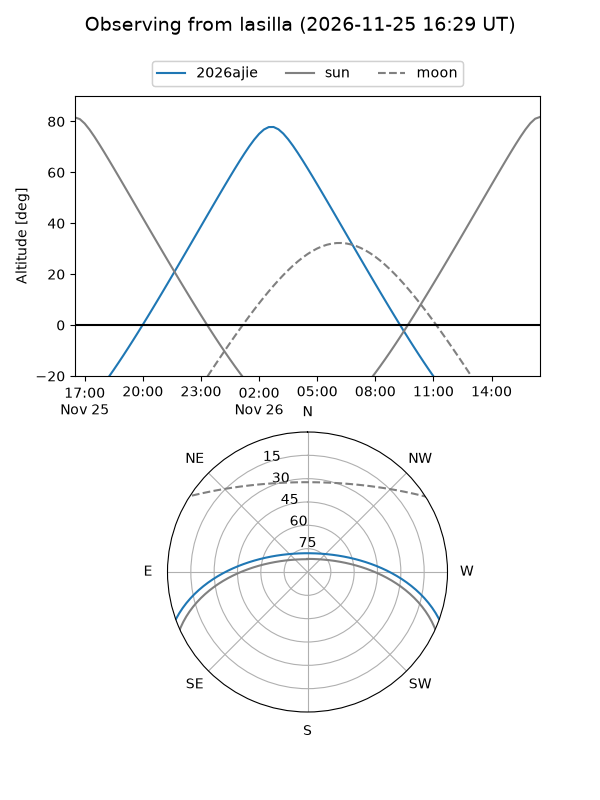 Observing from lasilla (2026-11-25 16:29 UT)
2026ajie sun moon
Altitude [deg]
80
60
40
20
0
−20
17:00 20:00 23:00 02:00 05:00 08:00 11:00 14:00
Nov 25 Nov 26
N
NE NW
15
30
45
60
75
E W
SE SW
S